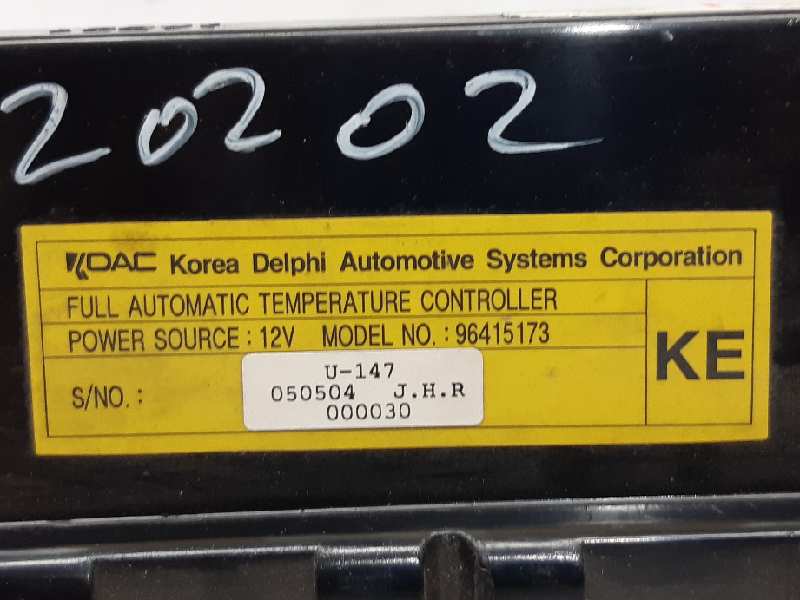 20202
KDAC Korea Delphi Automotive Systems Corporation
FULL AUTOMATIC TEMPERATURE CONTROLLER
POWER SOURCE : 12V MODEL NO. : 96415173
KE
S/NO. :
U-147
050504 J.H.R
000030